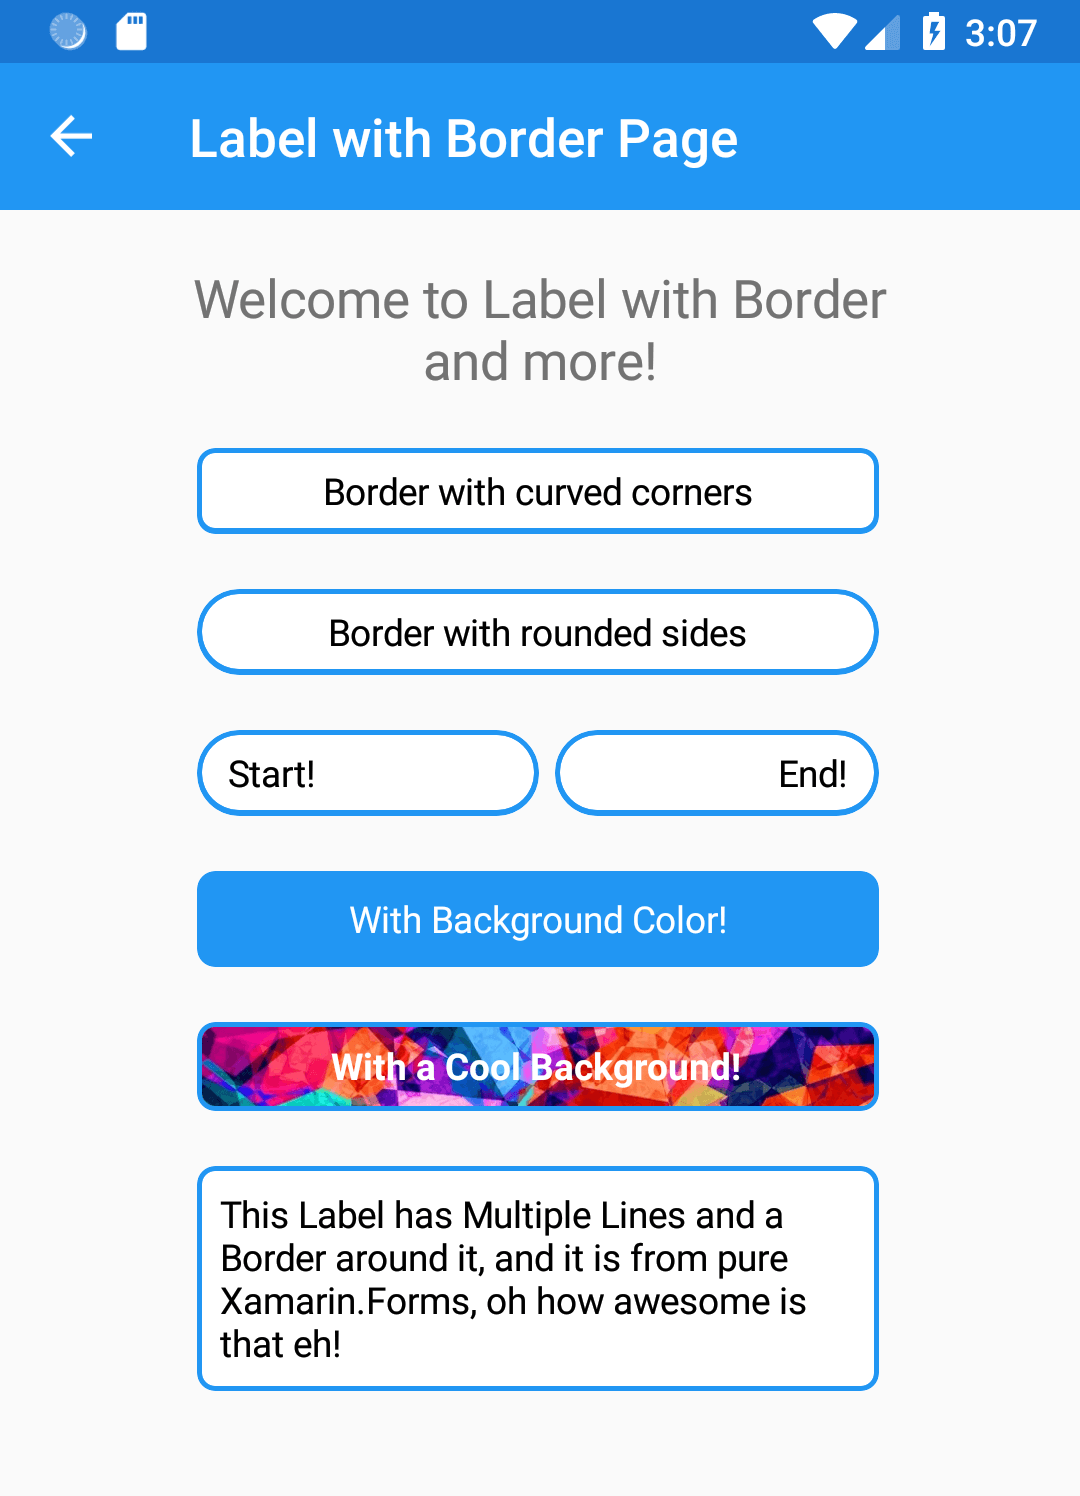 3:07
Label with Border Page
Welcome to Label with Border
and more!
Border with curved corners
Border with rounded sides
Start! End!
With Background Color!
With a Cool Background!
This Label has Multiple Lines and a
Border around it, and it is from pure
Xamarin.Forms, oh how awesome is
that eh!